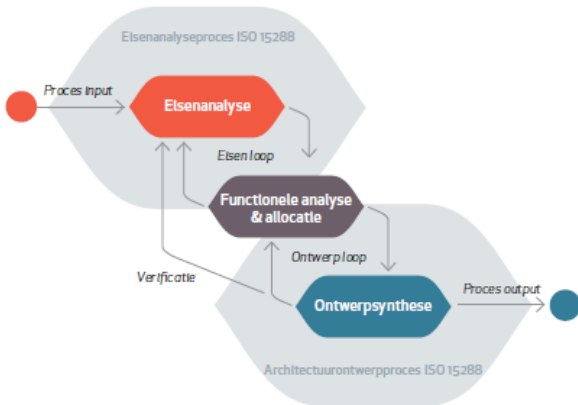 Eisenanalyseproces ISO 15288
Proces input
Eisenanalyse
Eisen loop
Functionele analyse
& allocatie
Ontwerp loop
Verificatie
Proces output
Ontwerpsynthese
Architectuurontwerpproces ISO 15288